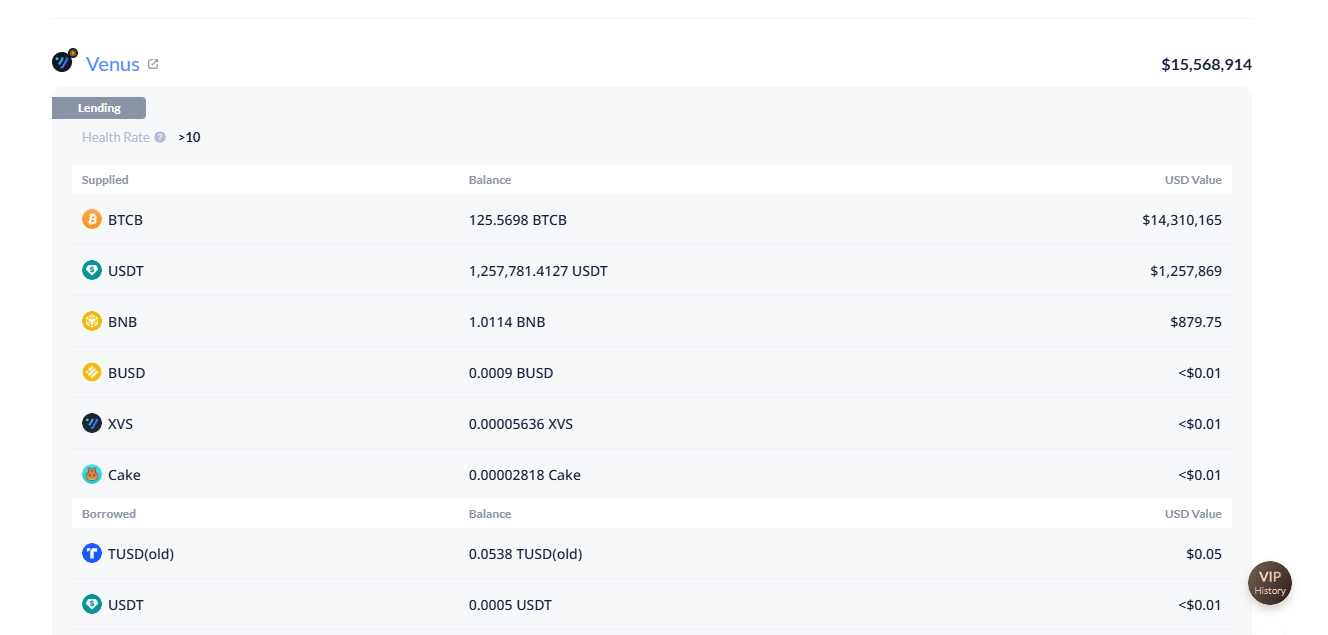 Venus $15,568,914
Lending
Health Rate ? >10
Supplied Balance USD Value
BTCB 125.5698 BTCB $14,310,165
USDT 1,257,781.4127 USDT $1,257,869
BNB 1.0114 BNB $879.75
BUSD 0.0009 BUSD <$0.01
XVS 0.00005636 XVS <$0.01
Cake 0.00002818 Cake <$0.01
Borrowed Balance USD Value
TUSD(old) 0.0538 TUSD(old) $0.05
USDT 0.0005 USDT <$0.01
VIP
History